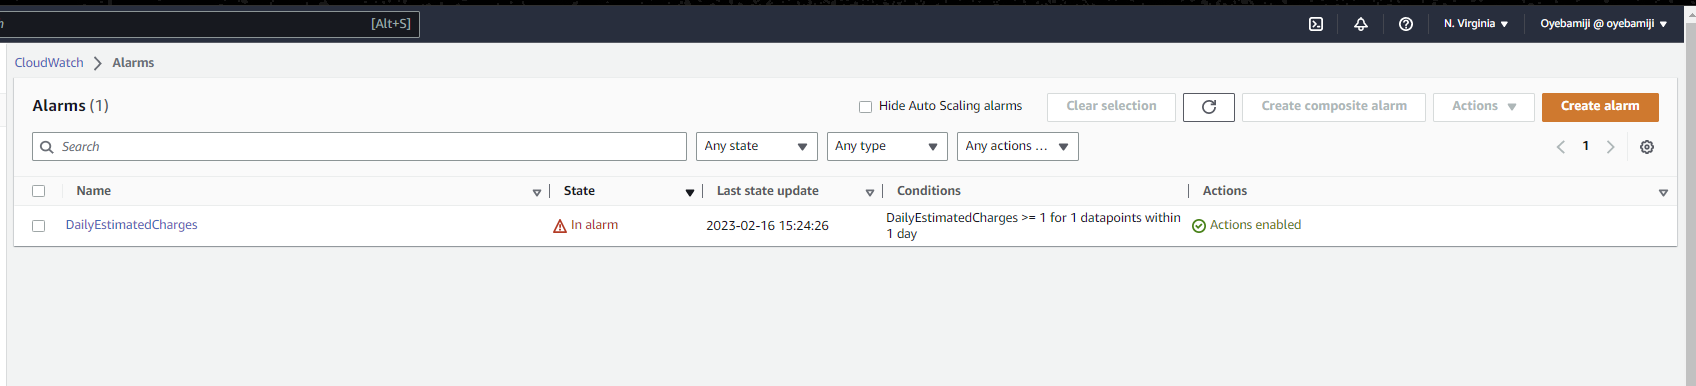 [Alt+S]
N. Virginia
Oyebamiji @ oyebamiji
CloudWatch
Alarms
Alarms (1)
Hide Auto Scaling alarms
Clear selection
Create composite alarm
Actions
Create alarm
Search
Any state
Any type
Any actions ...
1
Name
State
Last state update
Conditions
Actions
DailyEstimatedCharges
In alarm
2023-02-16 15:24:26
DailyEstimatedCharges >= 1 for 1 datapoints within
1 day
Actions enabled